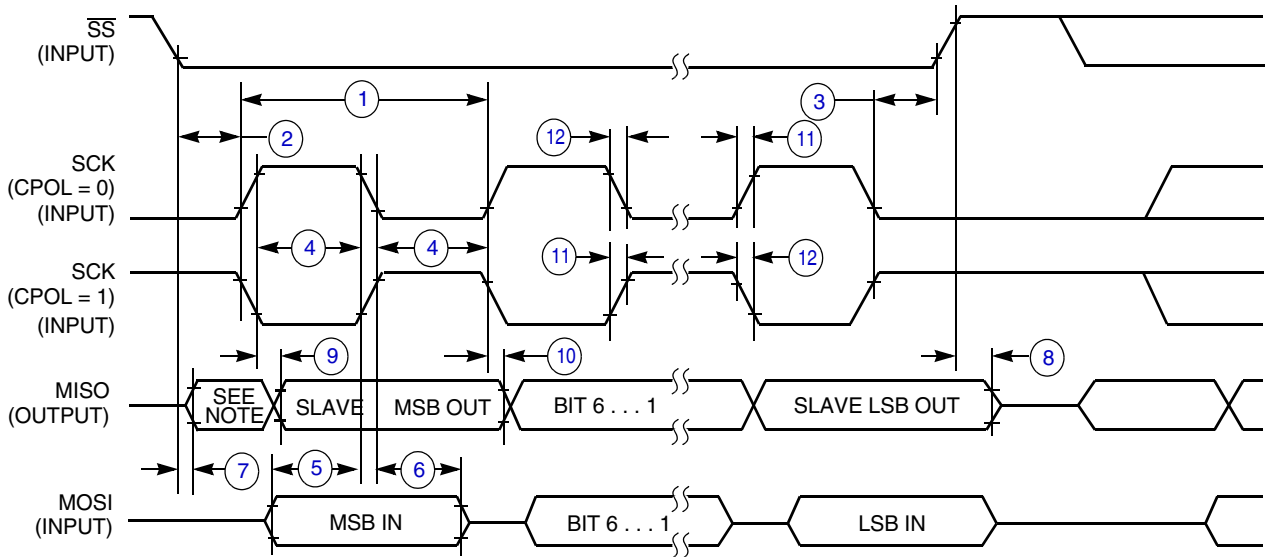 SS
(INPUT)
1
3
2
12
11
SCK
(CPOL = 0)
(INPUT)
4
4
11
12
SCK
(CPOL = 1)
(INPUT)
9
10
8
MISO
(OUTPUT)
SEE
NOTE
SLAVE
MSB OUT
BIT 6 . . . 1
SLAVE LSB OUT
7
5
6
MOSI
(INPUT)
MSB IN
BIT 6 . . . 1
LSB IN